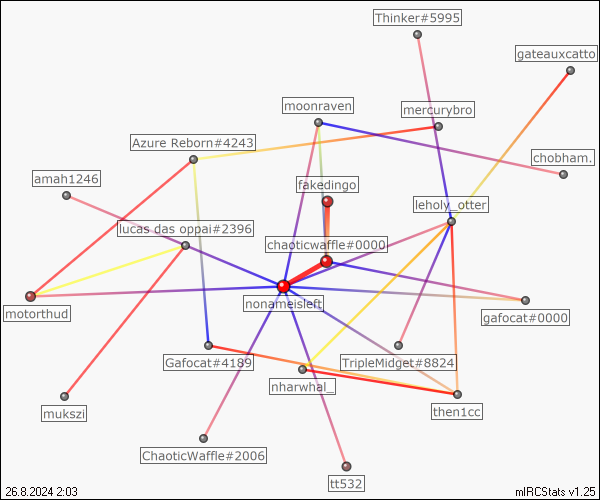 Thinker#5995
gateauxcatto
moonraven
mercurybro
Azure Reborn#4243
chobham.
amah1246
fakedingo
leholy_otter
lucas das oppai#2396
chaoticwaffle#0000
nonameisleft
motorthud
gafocat#0000
Gafocat#4189
TripleMidget#8824
nharwhal_
mukszi
then1cc
ChaoticWaffle#2006
tt532
26.8.2024 2:03
mIRCStats v1.25